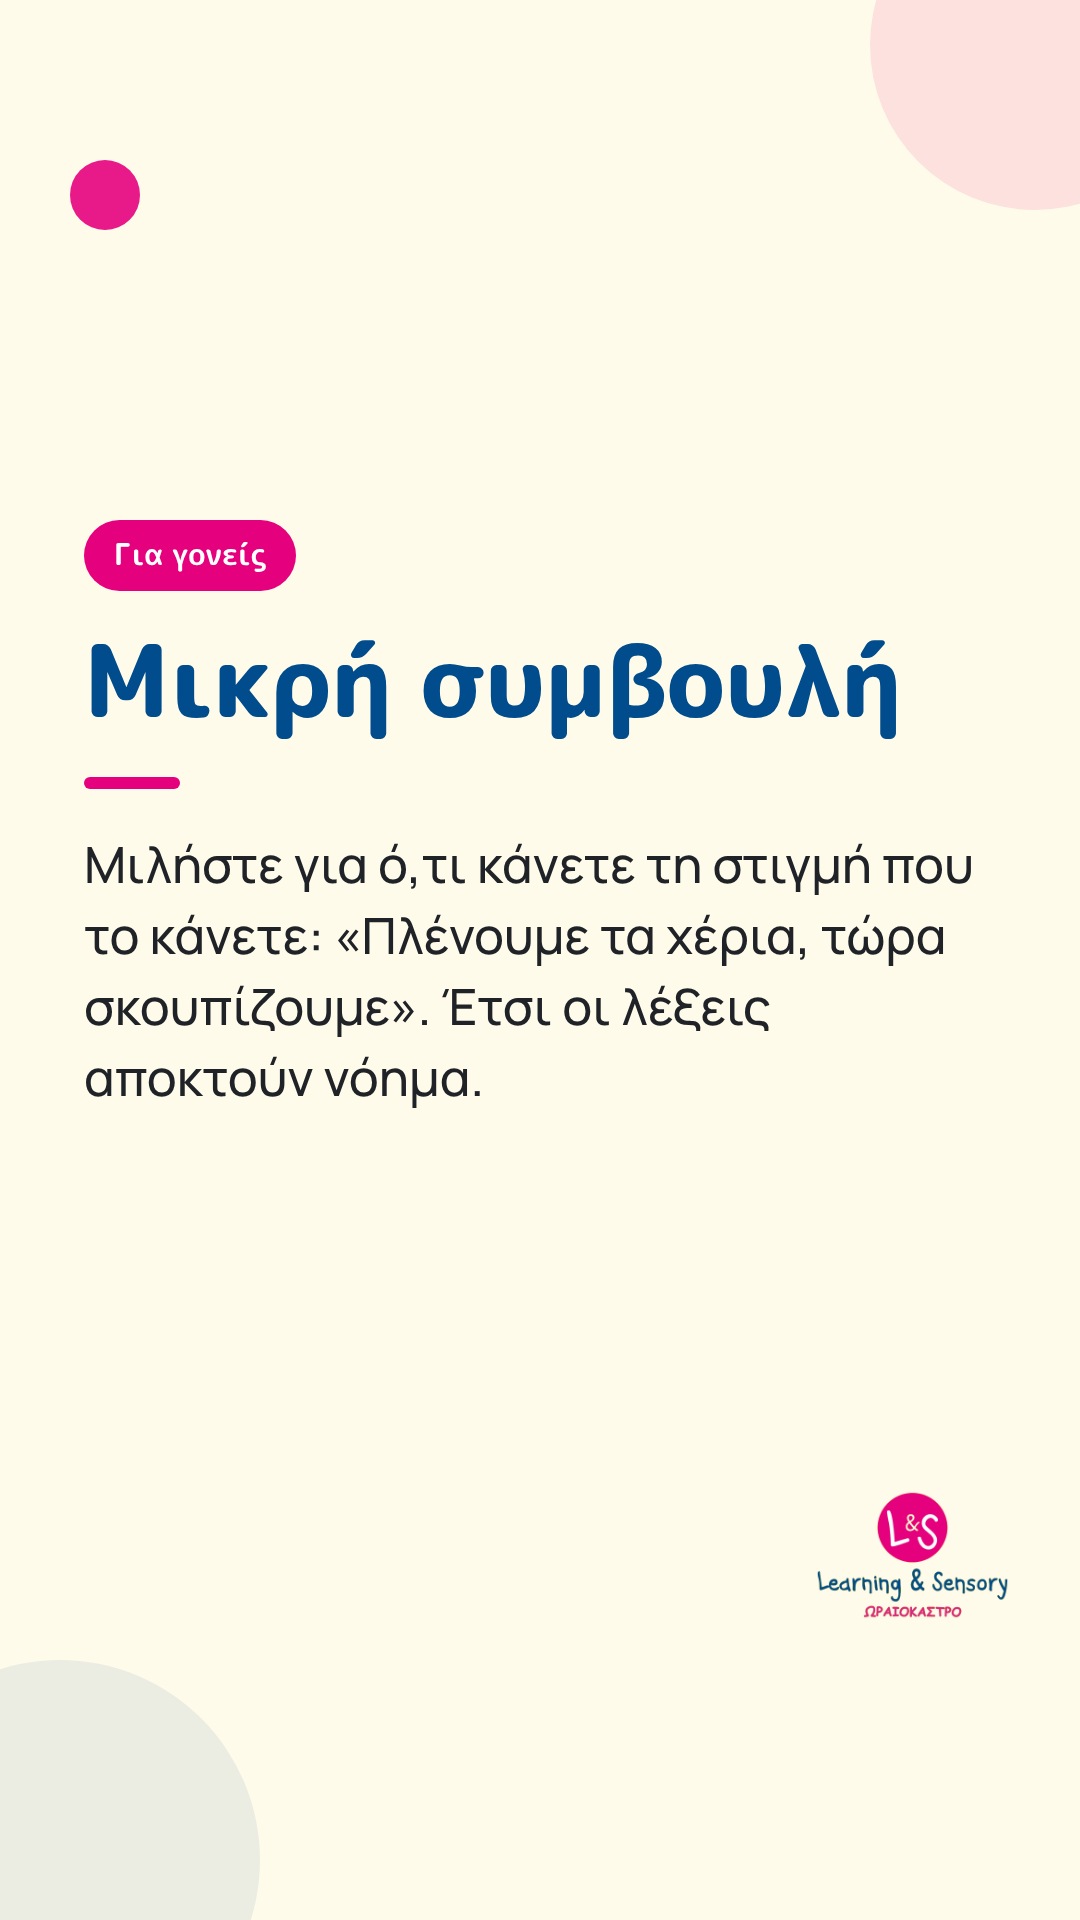 Για γονείς
Μικρή συμβουλή
Μιλήστε για ό,τι κάνετε τη στιγμή που
το κάνετε: «Πλένουμε τα χέρια, τώρα
σκουπίζουμε». Έτσι οι λέξεις
αποκτούν νόημα.
L&S
Learning & Sensory
ΩΡΑΙΟΚΑΣΤΡΟ